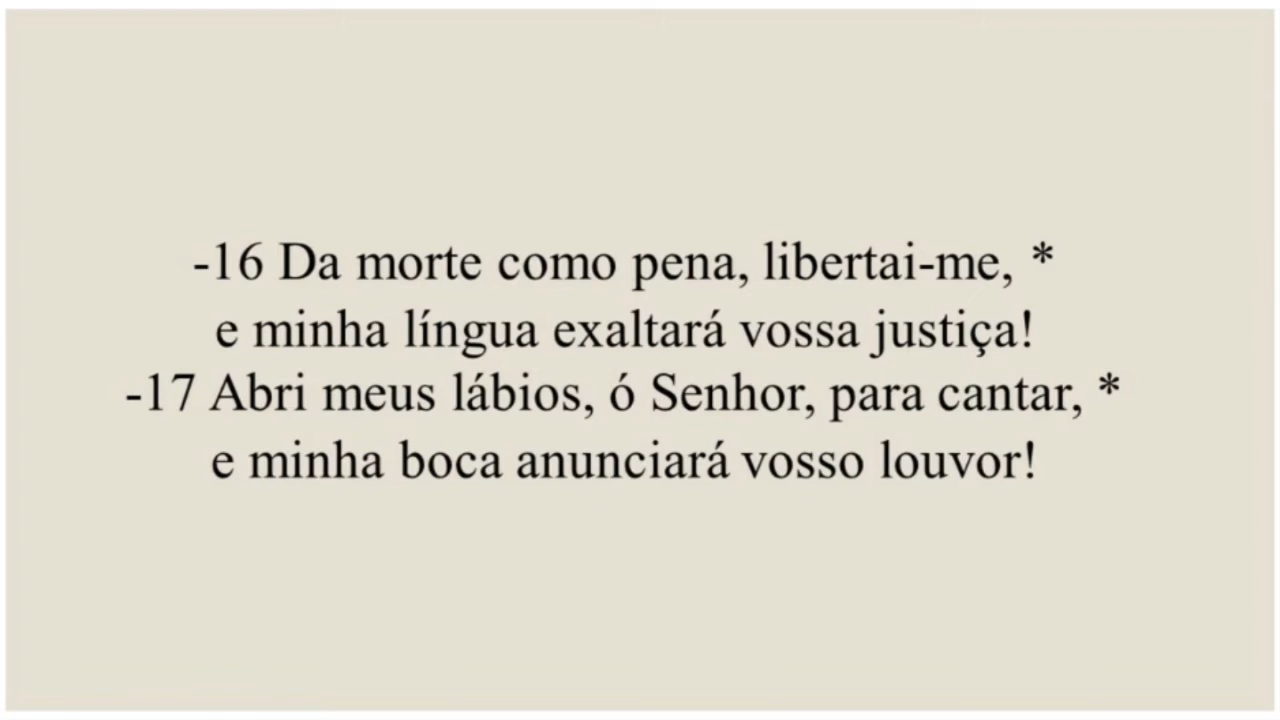 -16 Da morte como pena, libertai-me, *
e minha língua exaltará vossa justiça!
-17 Abri meus lábios, ó Senhor, para cantar, *
e minha boca anunciará vosso louvor!